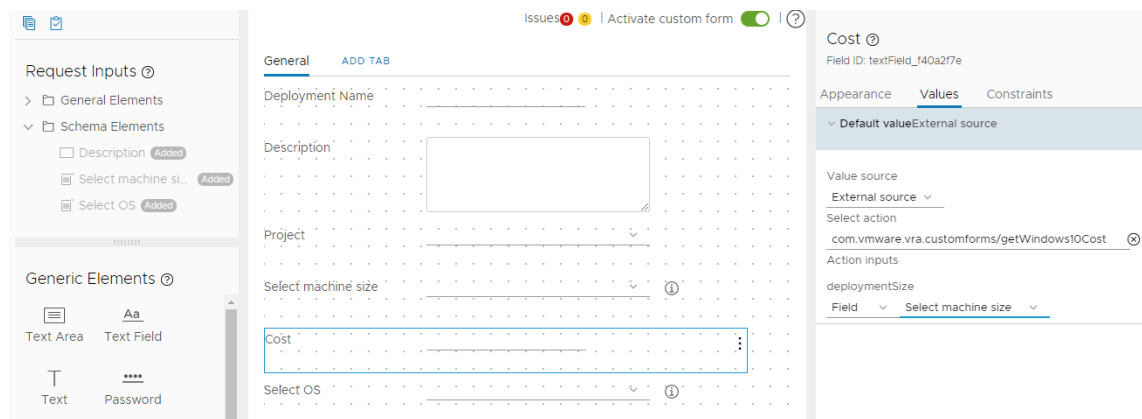 Issues 0 0 | Activate custom form
Request Inputs
General Elements
Schema Elements
Description Added
Select machine si... Added
Select OS Added
Generic Elements
Aa
Text Area Text Field
T
Text Password
General ADD TAB
Deployment Name
Description
Project
Select machine size
Cost
Select OS
Cost
Field ID: textField_f40a2f7e
Appearance Values Constraints
Default valueExternal source
Value source
External source
Select action
com.vmware.vra.customforms/getWindows10Cost
Action inputs
deploymentSize
Field Select machine size